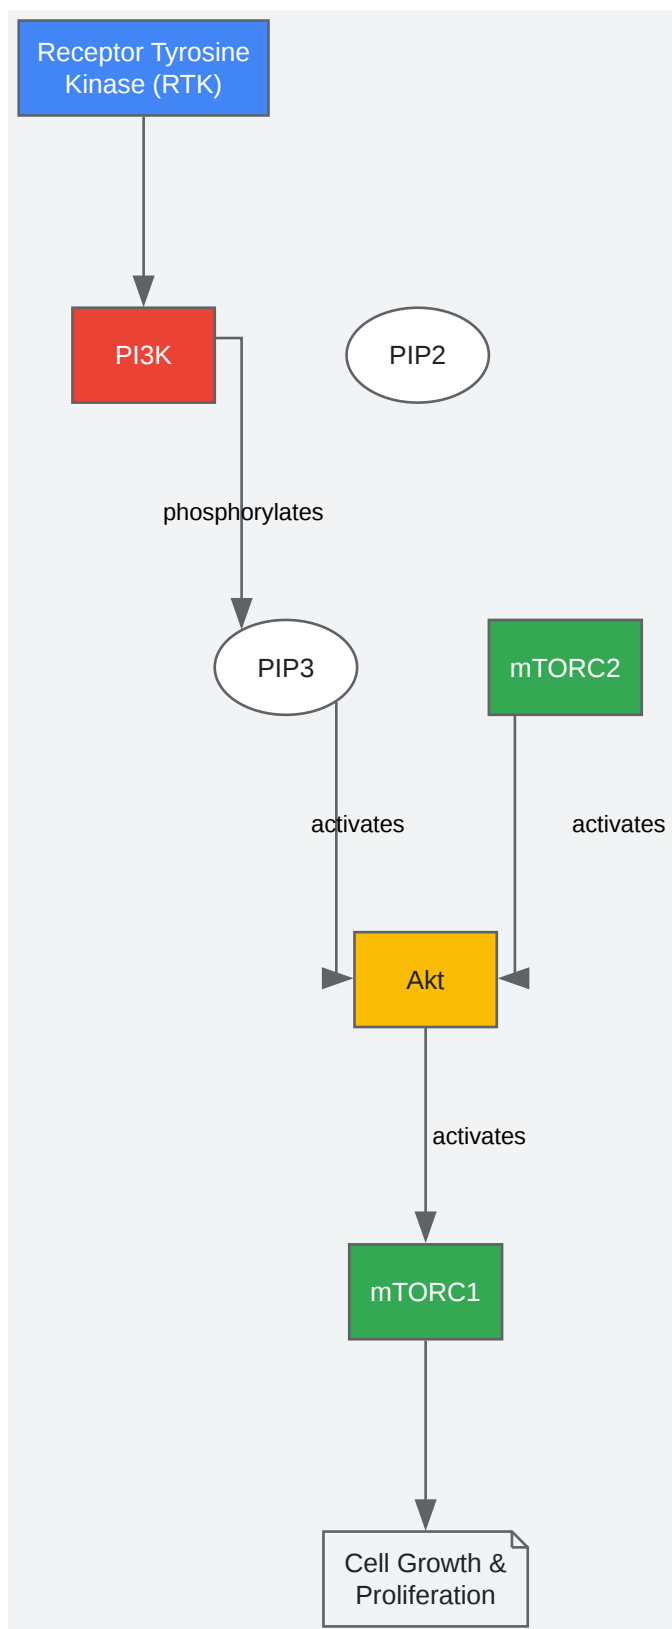 Receptor Tyrosine
Kinase (RTK)
PI3K
PIP2
phosphorylates
PIP3
mTORC2
activates
activates
Akt
activates
mTORC1
Cell Growth &
Proliferation